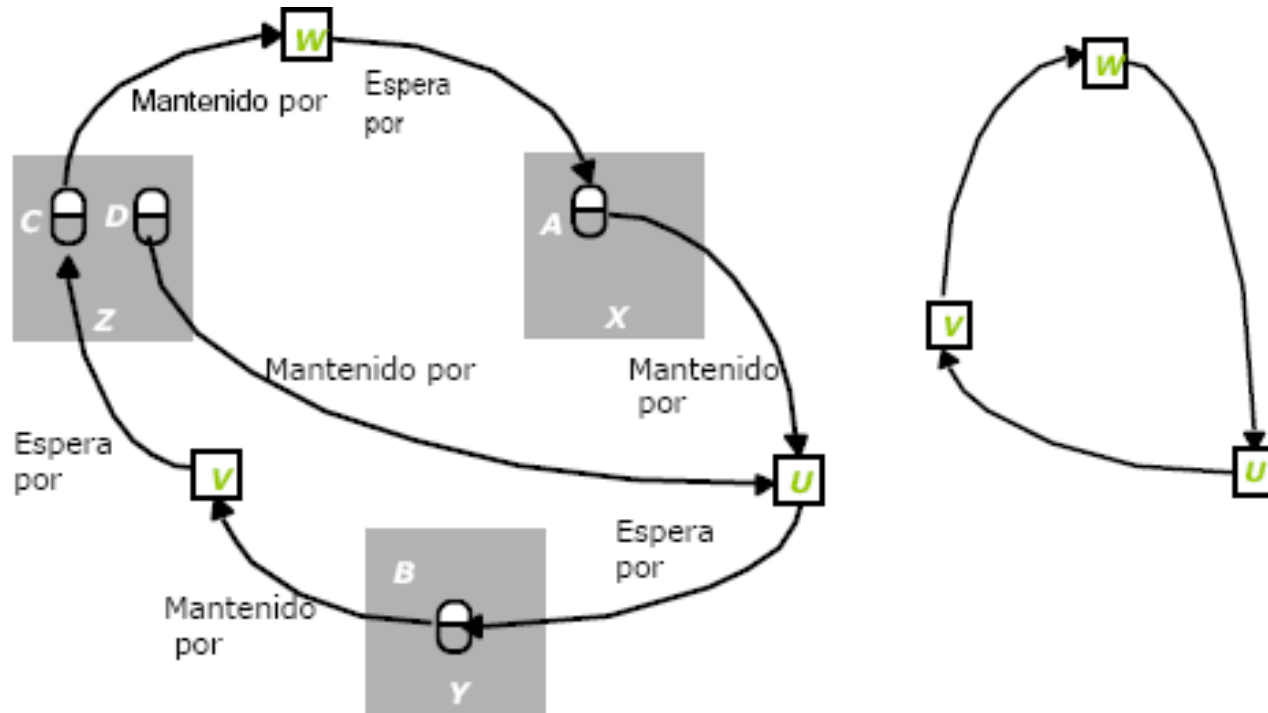 W
Mantenido por
Espera
por
C
D
Z
A
X
Mantenido por
Mantenido
por
Espera
por
V
U
Espera
por
B
Mantenido
por
Y
W
V
U